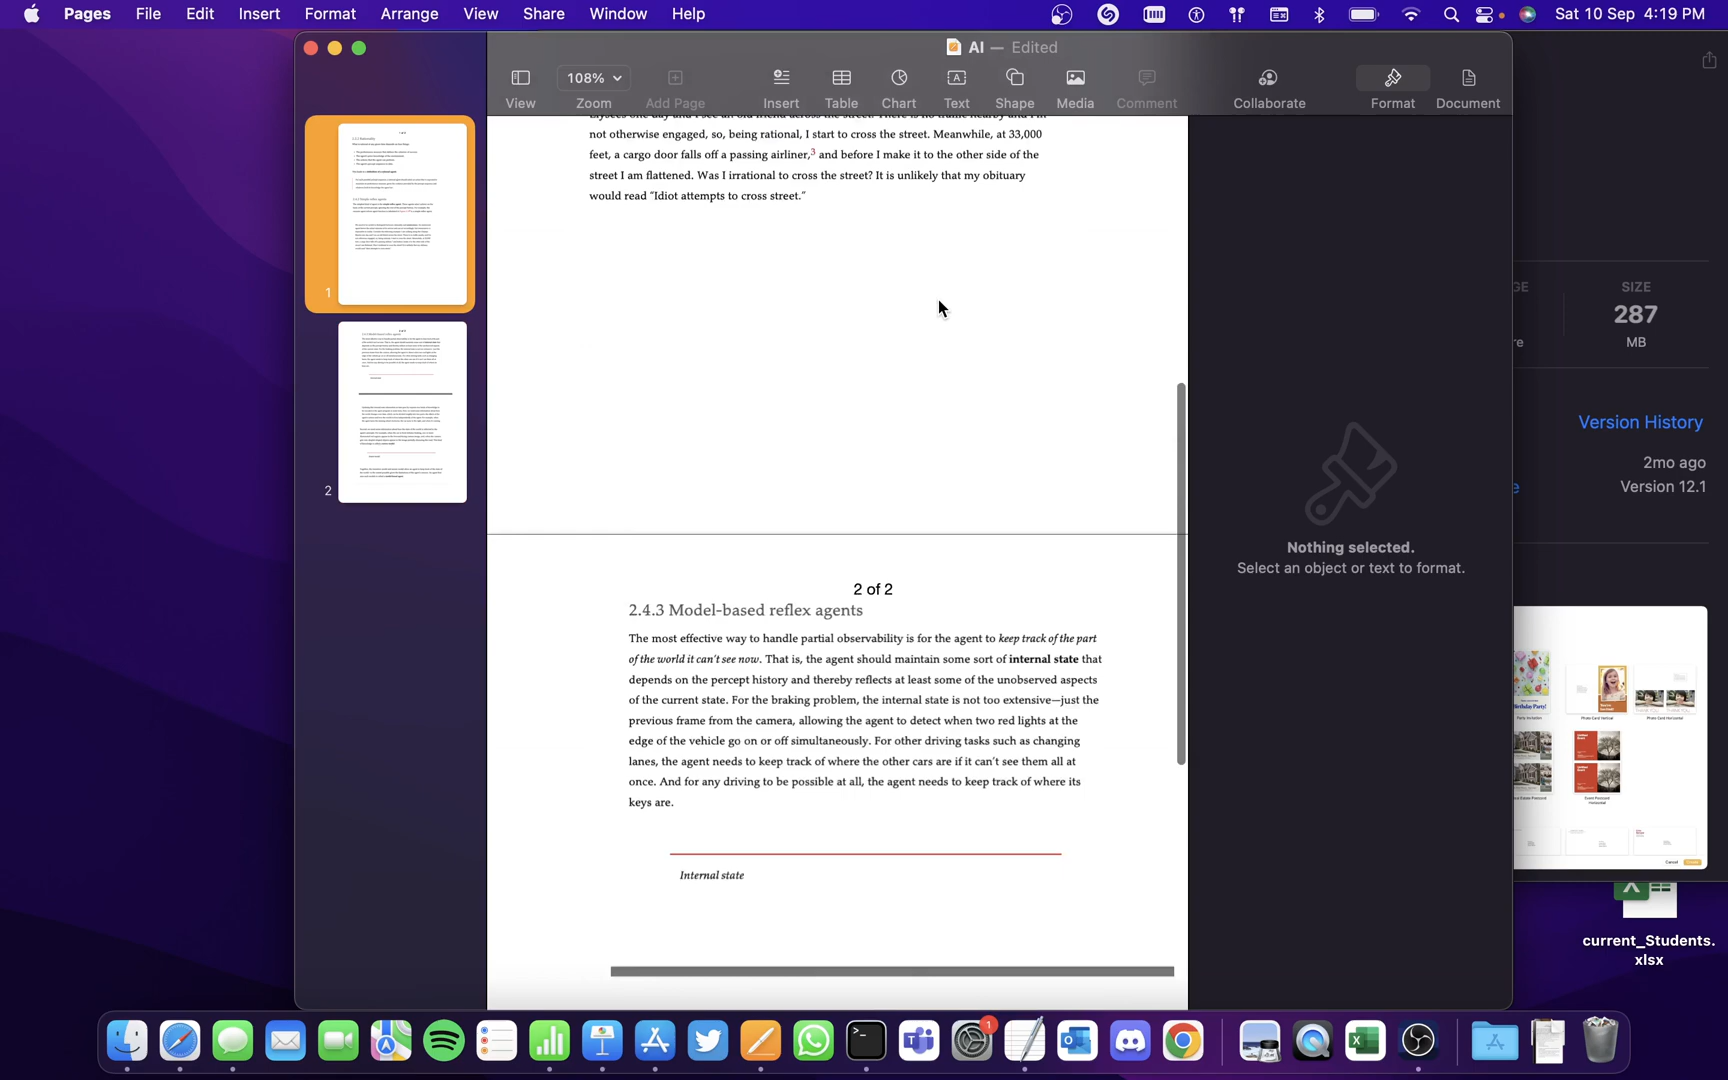 Pages File Edit Insert Format Arrange View Share Window Help
Sat 10 Sep 4:19 PM
AI — Edited
108%
View Zoom Add Page Insert Table Chart Text Shape Media Comment Collaborate Format Document
not otherwise engaged, so, being rational, I start to cross the street. Meanwhile, at 33,000
feet, a cargo door falls off a passing airliner,3 and before I make it to the other side of the
street I am flattened. Was I irrational to cross the street? It is unlikely that my obituary
would read “Idiot attempts to cross street.”
2 of 2
2.4.3 Model-based reflex agents
The most effective way to handle partial observability is for the agent to keep track of the part
of the world it can't see now. That is, the agent should maintain some sort of internal state that
depends on the percept history and thereby reflects at least some of the unobserved aspects
of the current state. For the braking problem, the internal state is not too extensive—just the
previous frame from the camera, allowing the agent to detect when two red lights at the
edge of the vehicle go on or off simultaneously. For other driving tasks such as changing
lanes, the agent needs to keep track of where the other cars are if it can't see them all at
once. And for any driving to be possible at all, the agent needs to keep track of where its
keys are.
Internal state
1
2
Nothing selected.
Select an object or text to format.
GE
SIZE
287
re
MB
Version History
2mo ago
e
Version 12.1
current_Students.
xlsx
1